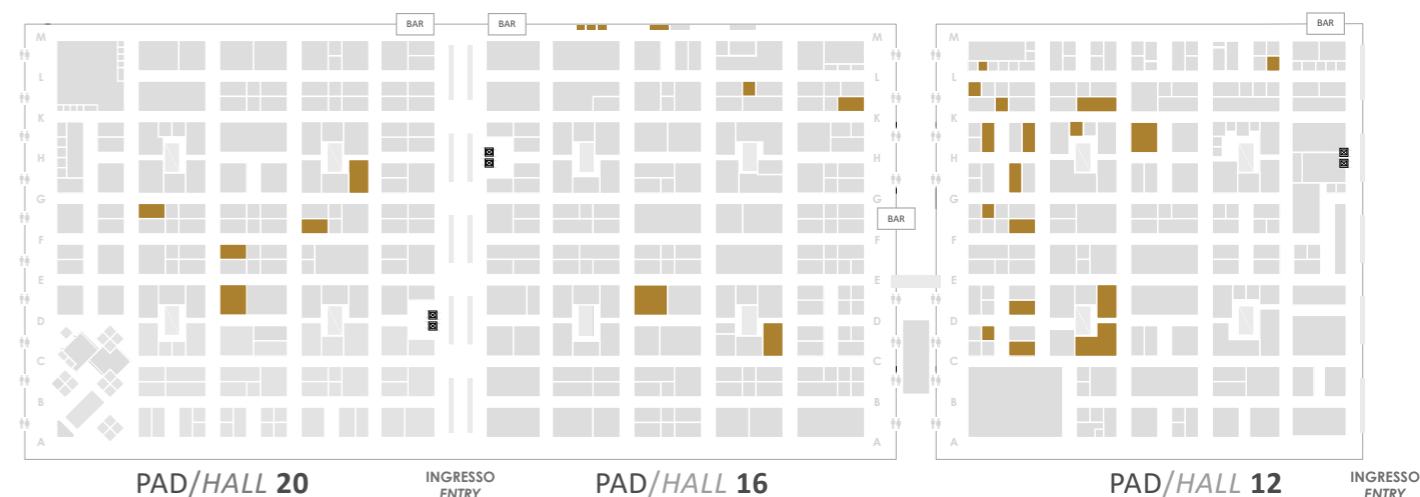 BAR
BAR
BAR
M
L
K
H
G
F
E
D
C
B
A
M
L
K
H
G
F
E
D
C
B
A
BAR
M
L
K
H
G
F
E
D
C
B
A
PAD/HALL 20
INGRESSO
ENTRY
PAD/HALL 16
PAD/HALL 12
INGRESSO
ENTRY